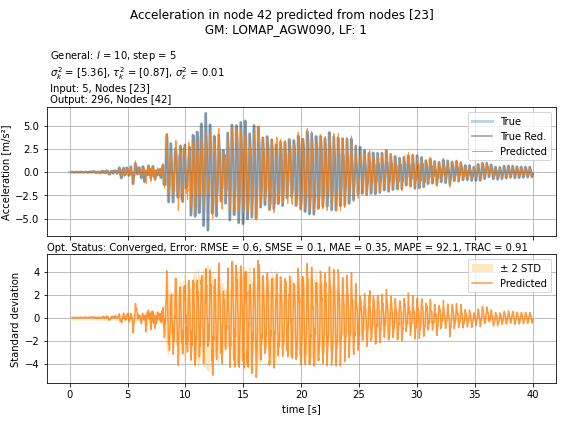 Acceleration in node 42 predicted from nodes [23]
GM: LOMAP_AGW090, LF: 1
General: l = 10, step = 5
σ²ₖ = [5.36], τ²ₖ = [0.87], σ²ε = 0.01
Input: 5, Nodes [23]
Output: 296, Nodes [42]
Acceleration [m/s²]
5.0
2.5
0.0
−2.5
−5.0
True
True Red.
Predicted
Opt. Status: Converged, Error: RMSE = 0.6, SMSE = 0.1, MAE = 0.35, MAPE = 92.1, TRAC = 0.91
Standard deviation
4
2
0
−2
−4
± 2 STD
Predicted
0 5 10 15 20 25 30 35 40
time [s]